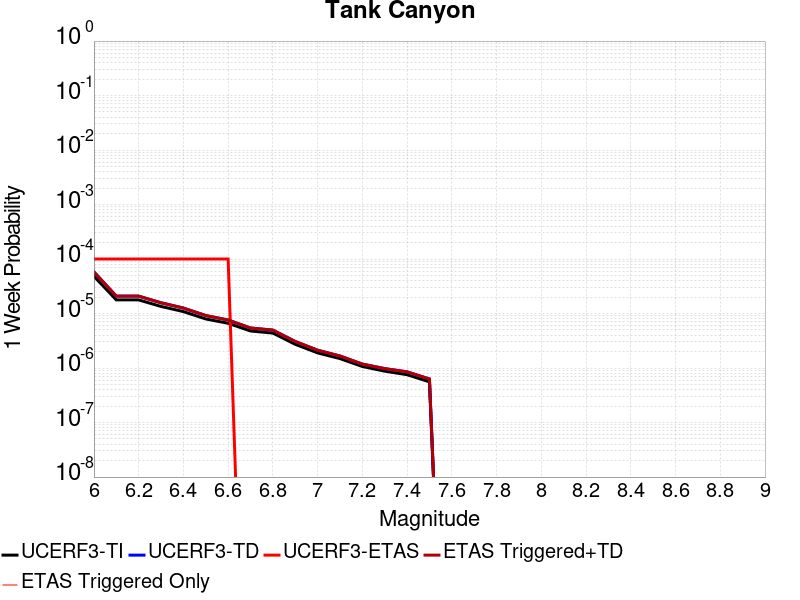 Tank Canyon
10^0
10^-1
10^-2
10^-3
10^-4
10^-5
10^-6
10^-7
10^-8
1 Week Probability
6 6.2 6.4 6.6 6.8 7 7.2 7.4 7.6 7.8 8 8.2 8.4 8.6 8.8 9
Magnitude
UCERF3-TI UCERF3-TD UCERF3-ETAS ETAS Triggered+TD
ETAS Triggered Only